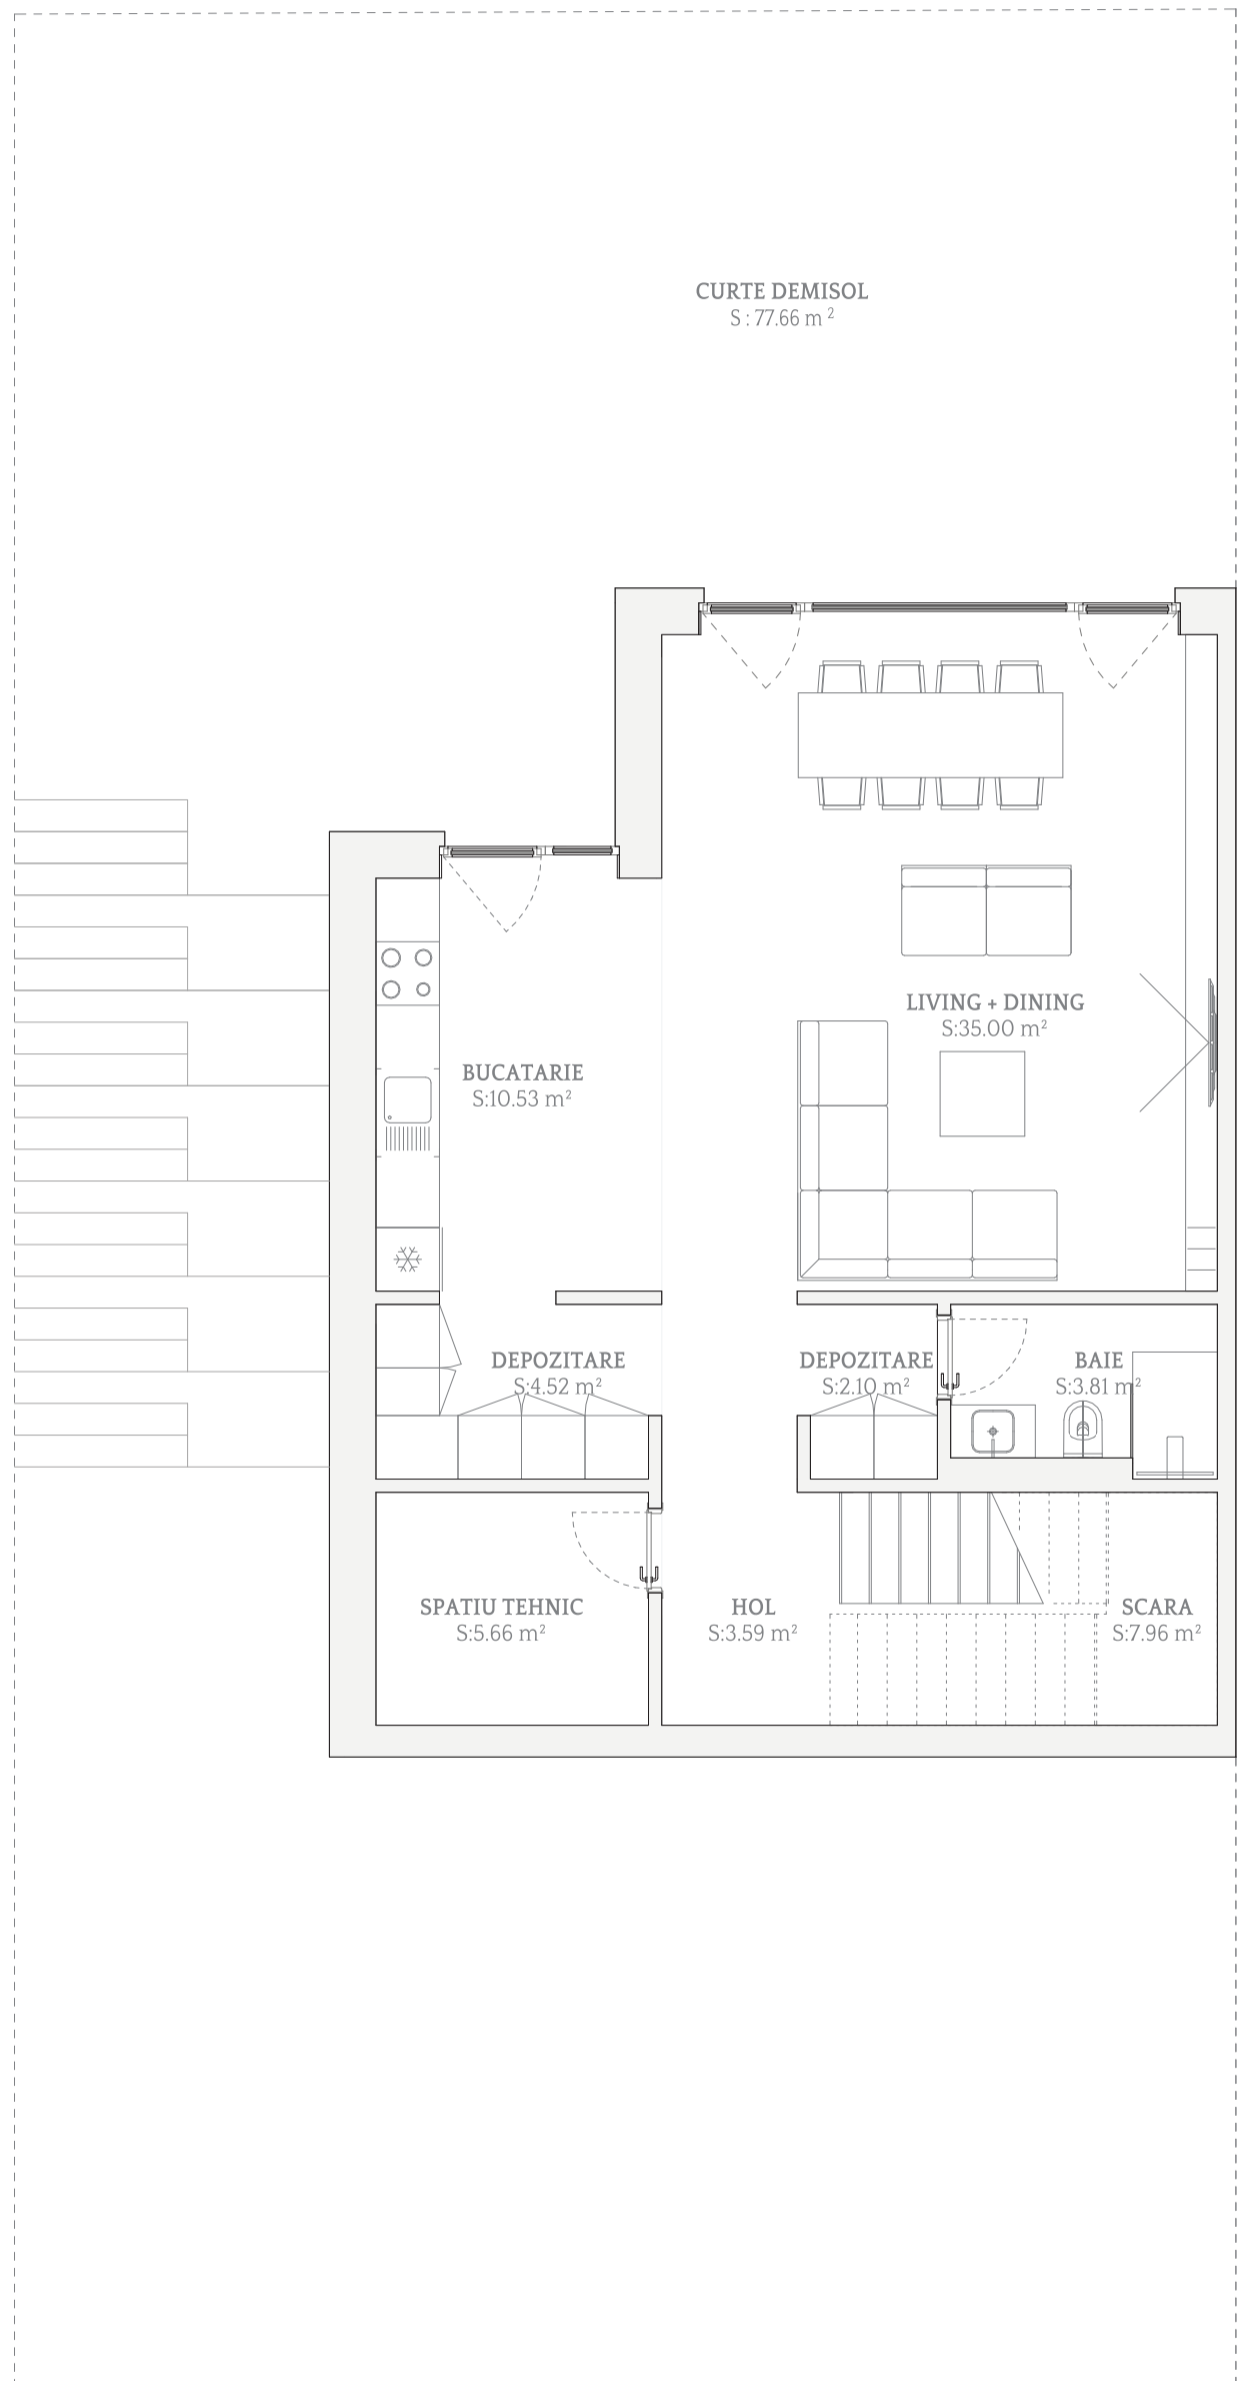 CURTE DEMISOL
S : 77.66 m²
LIVING + DINING
S:35.00 m²
BUCATARIE
S:10.53 m²
DEPOZITARE
S:4.52 m²
DEPOZITARE
S:2.10 m²
BAIE
S:3.81 m²
SPATIU TEHNIC
S:5.66 m²
HOL
S:3.59 m²
SCARA
S:7.96 m²